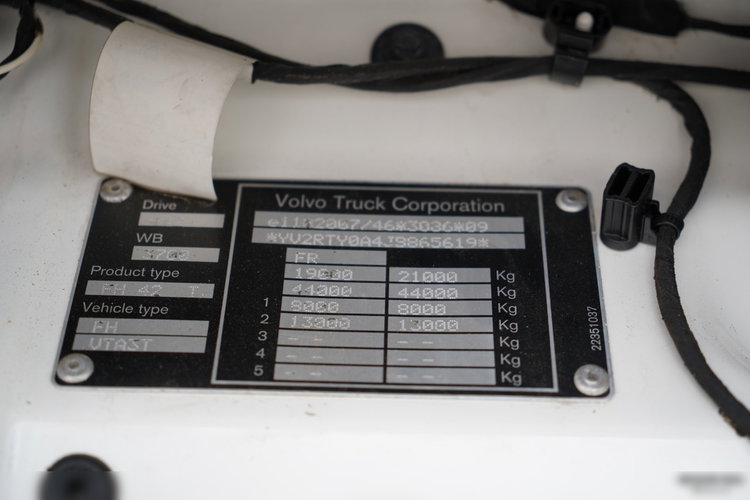 Drive
WB
3700
Product type
FH 42 T.
Vehicle type
FH
VTA3T
Volvo Truck Corporation
e11*2007/46*3036*09
FR
19000 21000 Kg
44000 44000 Kg
1 8000 8000 Kg
2 13000 13000 Kg
3 -- -- Kg
4 -- -- Kg
5 -- -- Kg
22351037